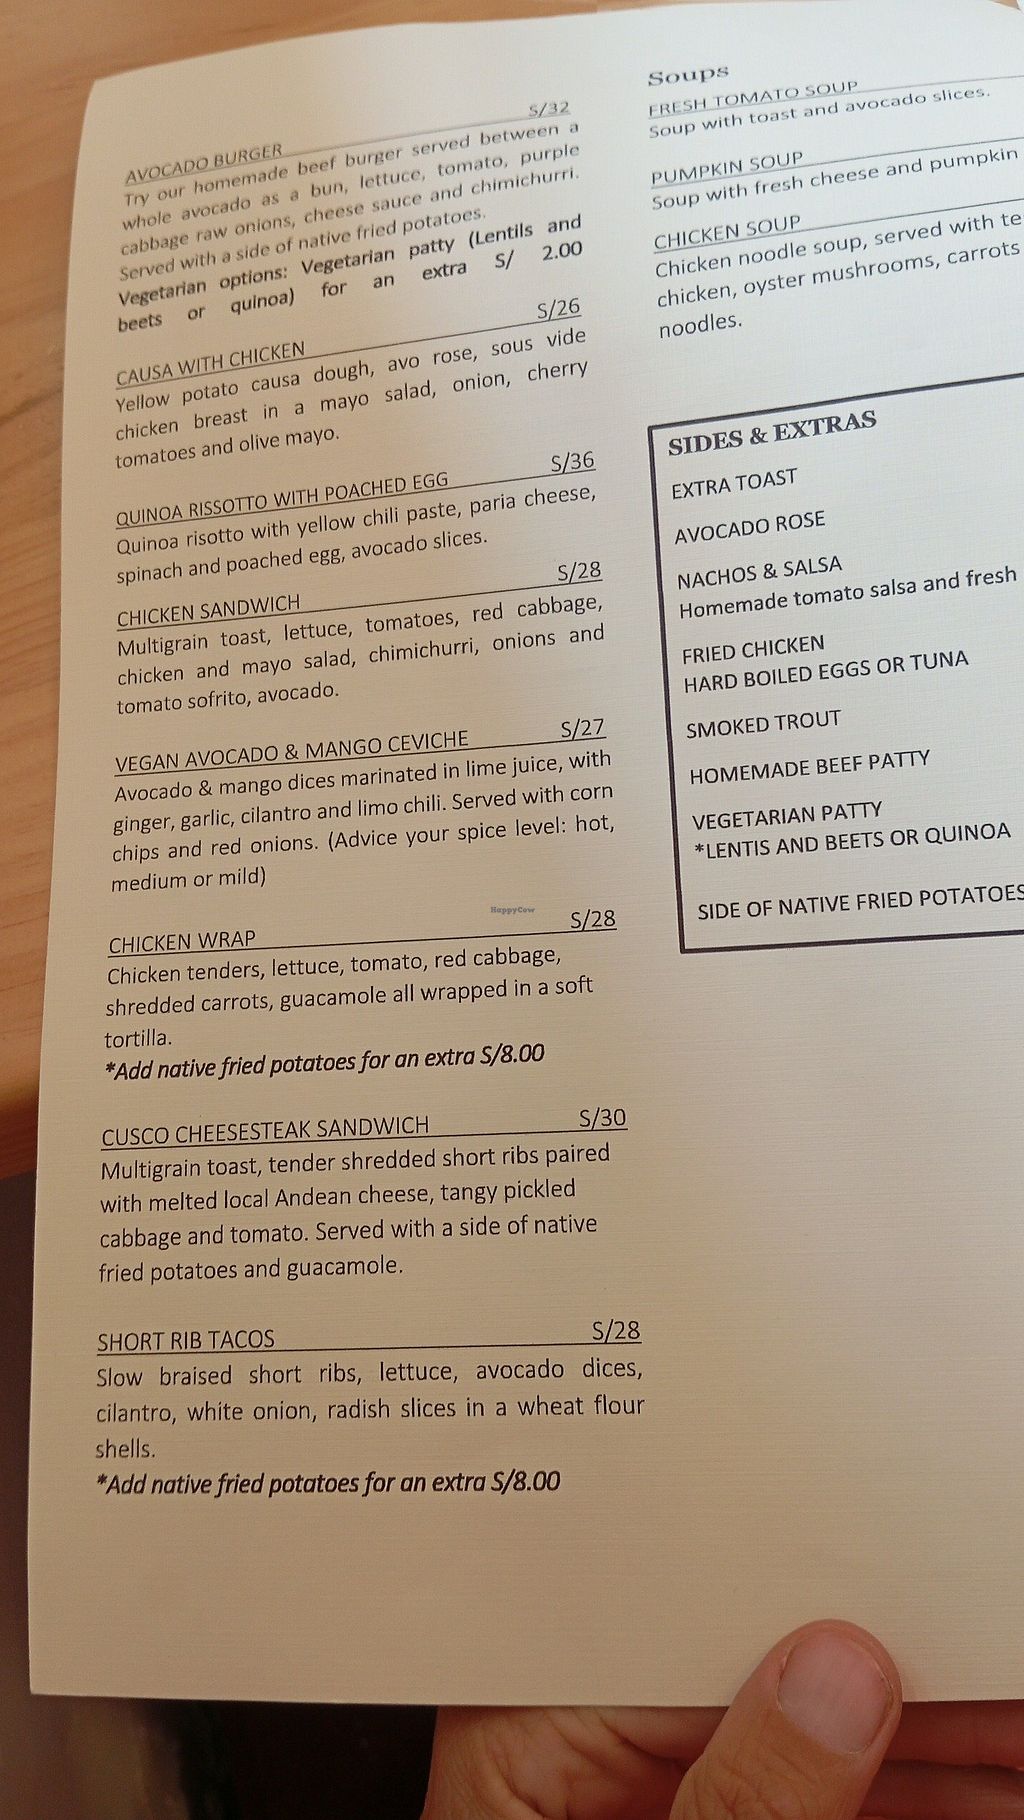 S/32
AVOCADO BURGER
Try our homemade beef burger served between a
whole avocado as a bun, lettuce, tomato, purple
cabbage raw onions, cheese sauce and chimichurri.
Served with a side of native fried potatoes.
Vegetarian options: Vegetarian patty (Lentils and
beets or quinoa) for an extra S/ 2.00
S/26
CAUSA WITH CHICKEN
Yellow potato causa dough, avo rose, sous vide
chicken breast in a mayo salad, onion, cherry
tomatoes and olive mayo.
S/36
QUINOA RISSOTTO WITH POACHED EGG
Quinoa risotto with yellow chili paste, paria cheese,
spinach and poached egg, avocado slices.
S/28
CHICKEN SANDWICH
Multigrain toast, lettuce, tomatoes, red cabbage,
chicken and mayo salad, chimichurri, onions and
tomato sofrito, avocado.
VEGAN AVOCADO & MANGO CEVICHE S/27
Avocado & mango dices marinated in lime juice, with
ginger, garlic, cilantro and limo chili. Served with corn
chips and red onions. (Advice your spice level: hot,
medium or mild)
HappyCow
CHICKEN WRAP S/28
Chicken tenders, lettuce, tomato, red cabbage,
shredded carrots, guacamole all wrapped in a soft
tortilla.
*Add native fried potatoes for an extra S/8.00
CUSCO CHEESESTEAK SANDWICH S/30
Multigrain toast, tender shredded short ribs paired
with melted local Andean cheese, tangy pickled
cabbage and tomato. Served with a side of native
fried potatoes and guacamole.
SHORT RIB TACOS S/28
Slow braised short ribs, lettuce, avocado dices,
cilantro, white onion, radish slices in a wheat flour
shells.
*Add native fried potatoes for an extra S/8.00
Soups
FRESH TOMATO SOUP
Soup with toast and avocado slices.
PUMPKIN SOUP
Soup with fresh cheese and pumpkin
CHICKEN SOUP
Chicken noodle soup, served with te
chicken, oyster mushrooms, carrots
noodles.
SIDES & EXTRAS
EXTRA TOAST
AVOCADO ROSE
NACHOS & SALSA
Homemade tomato salsa and fresh
FRIED CHICKEN
HARD BOILED EGGS OR TUNA
SMOKED TROUT
HOMEMADE BEEF PATTY
VEGETARIAN PATTY
*LENTIS AND BEETS OR QUINOA
SIDE OF NATIVE FRIED POTATOES